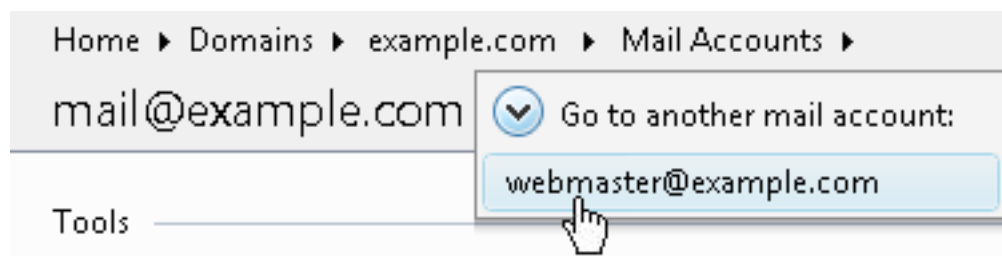 Home ▸ Domains ▸ example.com ▸ Mail Accounts ▸
mail@example.com
Go to another mail account:
webmaster@example.com
Tools